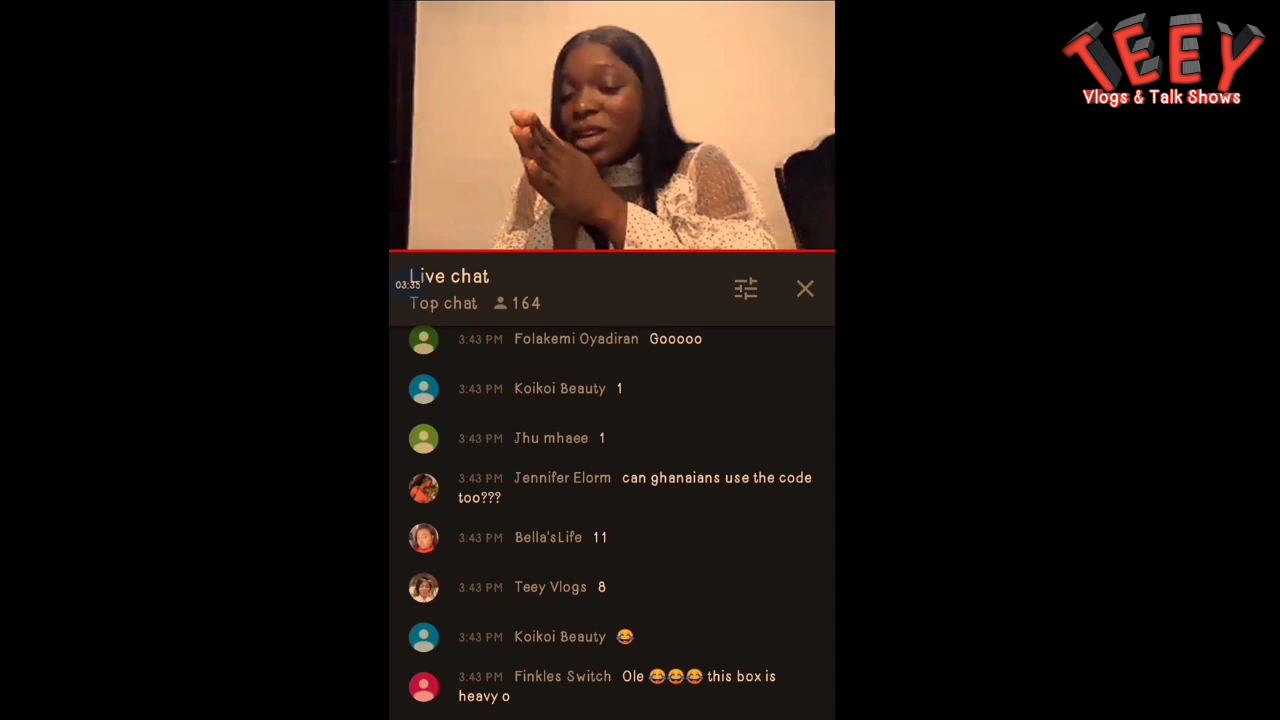 TEEY
Vlogs & Talk Shows
Live chat
03:35
Top chat 164
3:43 PM Folakemi Oyadiran Gooooo
3:43 PM Koikoi Beauty 1
3:43 PM Jhu mhaee 1
3:43 PM Jennifer Elorm can ghanaians use the code
too???
3:43 PM Bella'sLife 11
3:43 PM Teey Vlogs 8
3:43 PM Koikoi Beauty 😂
3:43 PM Finkles Switch Ole 😂😂😂 this box is
heavy o